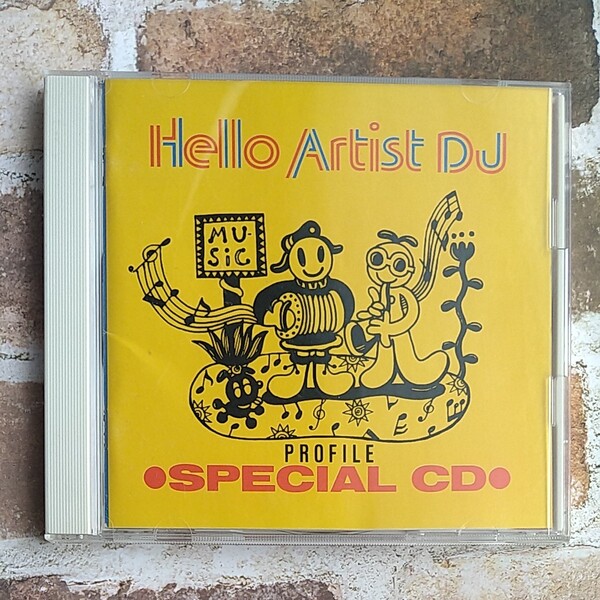 Hello Artist DJ
MU-
SiC
PROFILE
●SPECIAL CD●